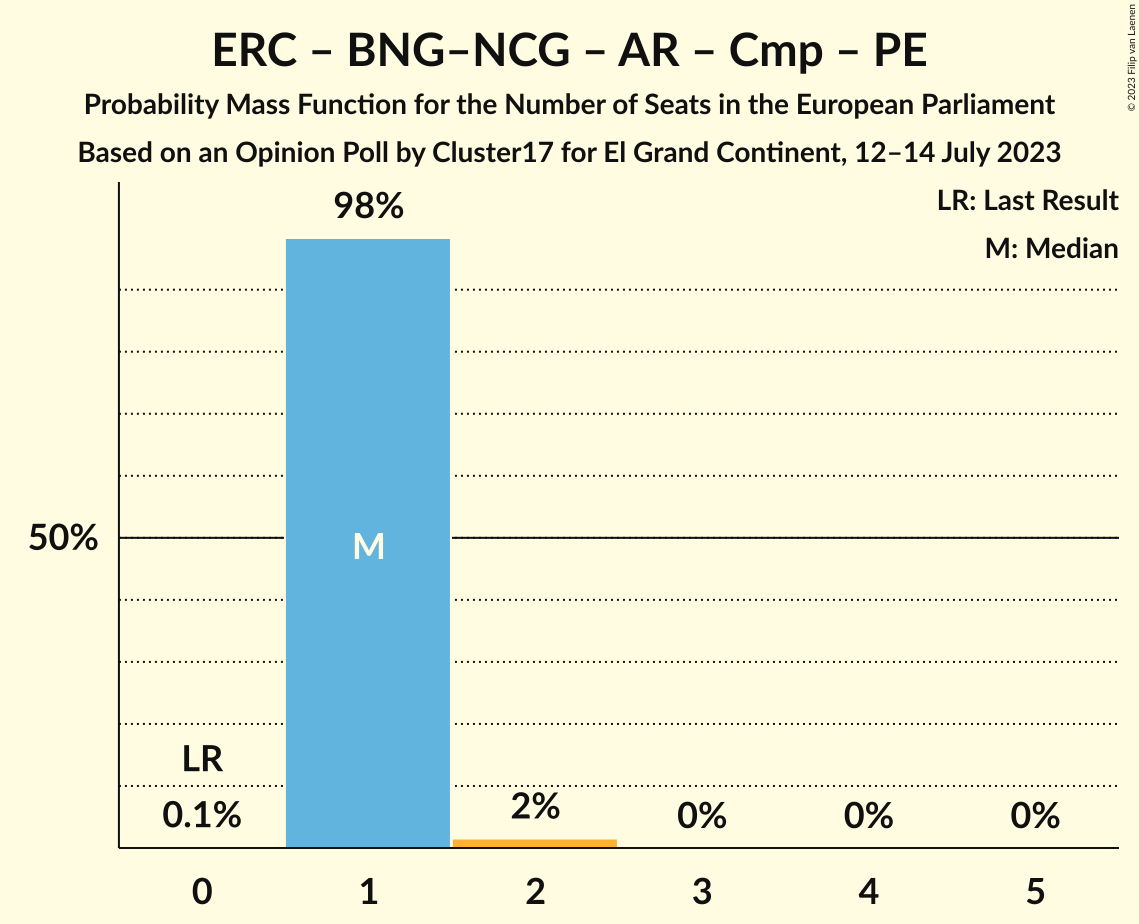 ERC – BNG–NCG – AR – Cmp – PE
Probability Mass Function for the Number of Seats in the European Parliament
Based on an Opinion Poll by Cluster17 for El Grand Continent, 12–14 July 2023
© 2023 Filip van Laenen
98%
LR: Last Result
M: Median
50%
M
LR
0.1%
2%
0%
0%
0%
0
1
2
3
4
5